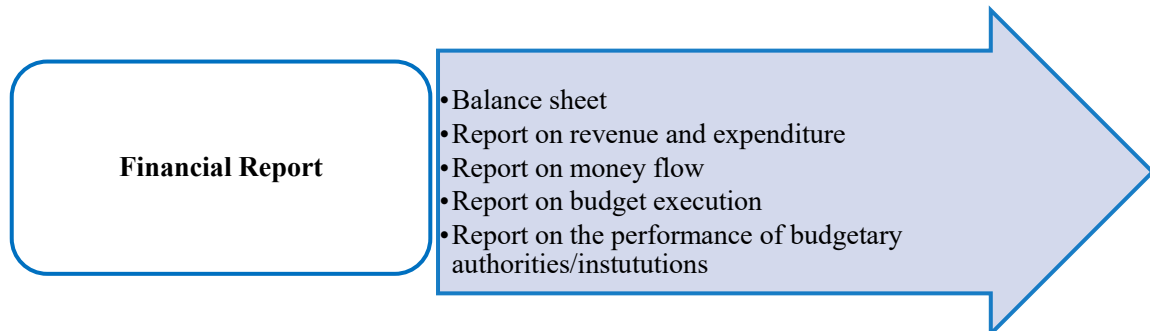 Financial Report
•Balance sheet
•Report on revenue and expenditure
•Report on money flow
•Report on budget execution
•Report on the performance of budgetary
authorities/instututions